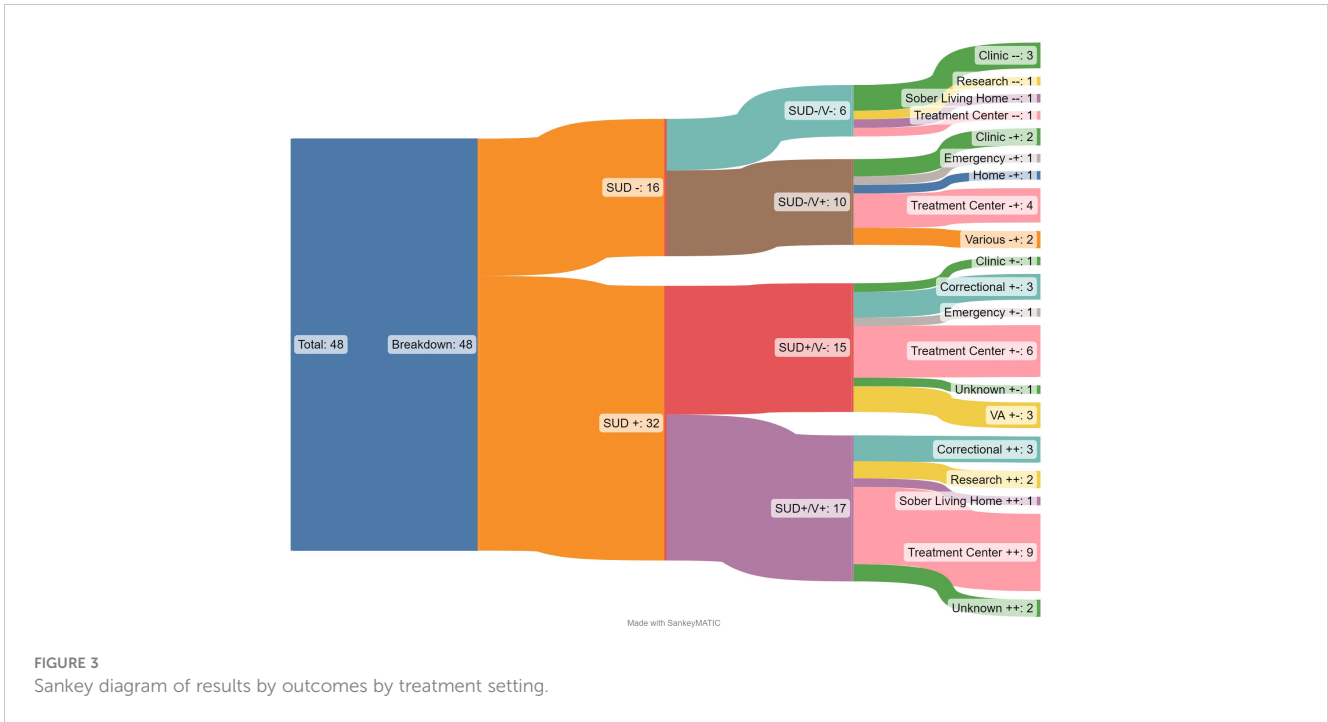 Total: 48
Breakdown: 48
SUD -: 16
SUD +: 32
SUD-/V-: 6
SUD-/V+: 10
SUD+/V-: 15
SUD+/V+: 17
Clinic --: 3
Research --: 1
Sober Living Home --: 1
Treatment Center --: 1
Clinic -+: 2
Emergency -+: 1
Home -+: 1
Treatment Center -+: 4
Various -+: 2
Clinic +-: 1
Correctional +-: 3
Emergency +-: 1
Treatment Center +-: 6
Unknown +-: 1
VA +-: 3
Correctional ++: 3
Research ++: 2
Sober Living Home ++: 1
Treatment Center ++: 9
Unknown ++: 2
Made with SankeyMATIC
FIGURE 3
Sankey diagram of results by outcomes by treatment setting.